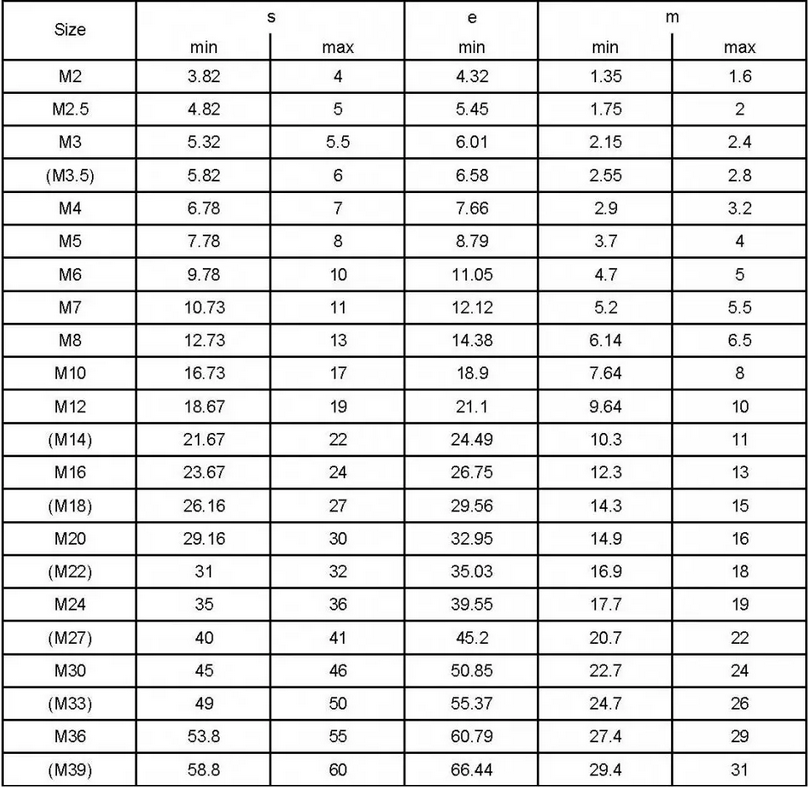 Size s e m
min max min min max
M2 3.82 4 4.32 1.35 1.6
M2.5 4.82 5 5.45 1.75 2
M3 5.32 5.5 6.01 2.15 2.4
(M3.5) 5.82 6 6.58 2.55 2.8
M4 6.78 7 7.66 2.9 3.2
M5 7.78 8 8.79 3.7 4
M6 9.78 10 11.05 4.7 5
M7 10.73 11 12.12 5.2 5.5
M8 12.73 13 14.38 6.14 6.5
M10 16.73 17 18.9 7.64 8
M12 18.67 19 21.1 9.64 10
(M14) 21.67 22 24.49 10.3 11
M16 23.67 24 26.75 12.3 13
(M18) 26.16 27 29.56 14.3 15
M20 29.16 30 32.95 14.9 16
(M22) 31 32 35.03 16.9 18
M24 35 36 39.55 17.7 19
(M27) 40 41 45.2 20.7 22
M30 45 46 50.85 22.7 24
(M33) 49 50 55.37 24.7 26
M36 53.8 55 60.79 27.4 29
(M39) 58.8 60 66.44 29.4 31